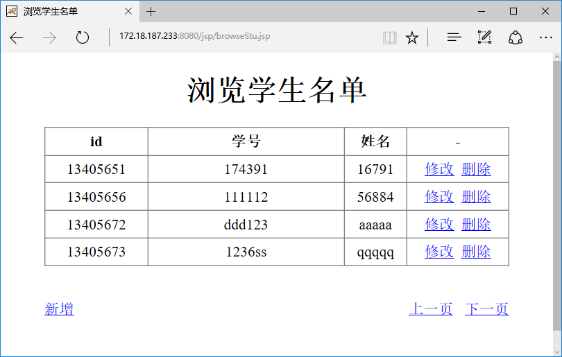 浏览学生名单
172.18.187.233:8080/jsp/browseStu.jsp
浏览学生名单
id 学号 姓名 -
13405651 174391 16791 修改 删除
13405656 111112 56884 修改 删除
13405672 ddd123 aaaaa 修改 删除
13405673 1236ss qqqqq 修改 删除
新增 上一页 下一页